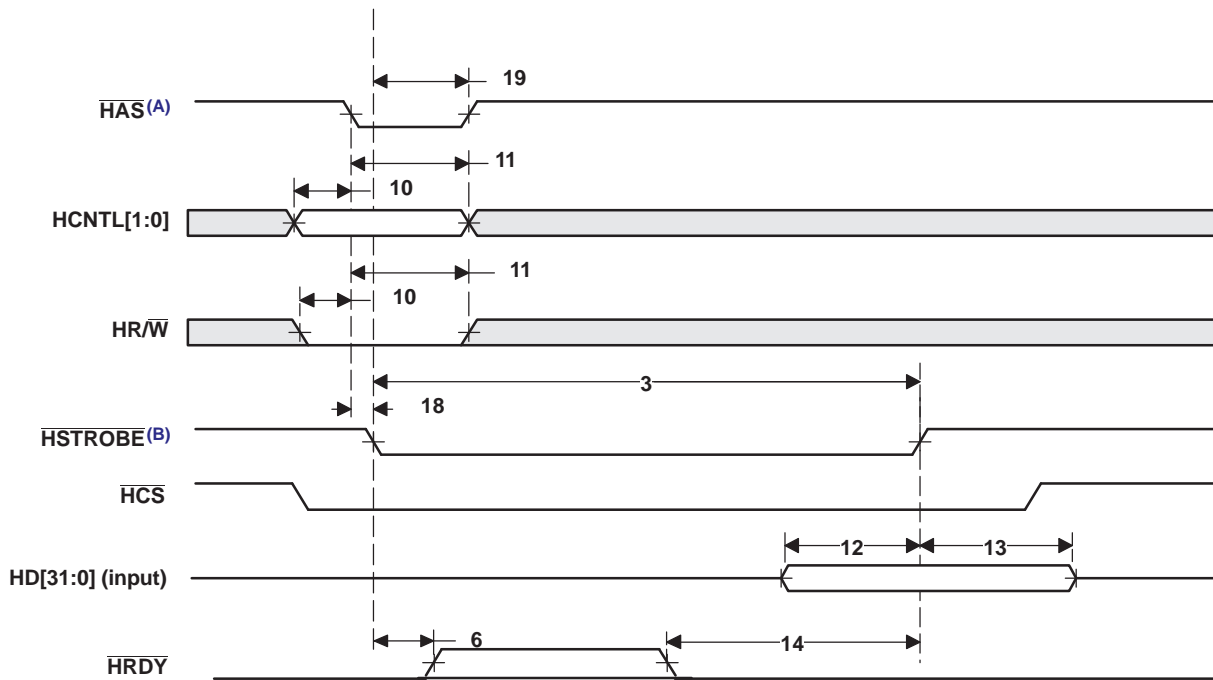 19
HAS(A)
11
10
HCNTL[1:0]
11
10
HR/W
3
18
HSTROBE(B)
HCS
12
13
HD[31:0] (input)
6
14
HRDY